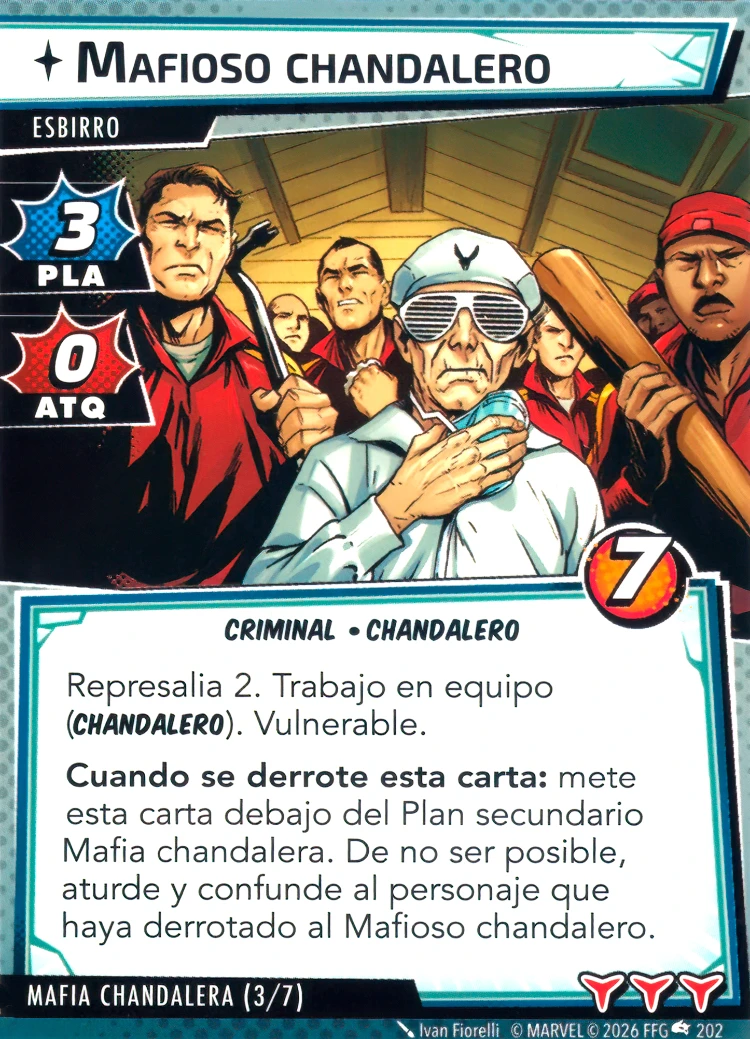 MAFIOSO CHANDALERO
ESBIRRO
3
PLA
0
ATQ
7
CRIMINAL • CHANDALERO
Represalia 2. Trabajo en equipo
(CHANDALERO). Vulnerable.
Cuando se derrote esta carta: mete
esta carta debajo del Plan secundario
Mafia chandalera. De no ser posible,
aturde y confunde al personaje que
haya derrotado al Mafioso chandalero.
MAFIA CHANDALERA (3/7)
Ivan Fiorelli © MARVEL © 2026 FFG 202